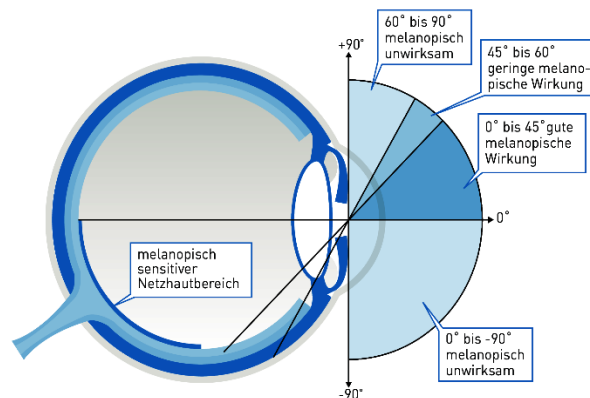 60° bis 90°
melanopisch
unwirksam
+90°
45° bis 60°
geringe melano-
pische Wirkung
0° bis 45°gute
melanopische
Wirkung
0°
melanopisch
sensitiver
Netzhautbereich
0° bis -90°
melanopisch
unwirksam
-90°